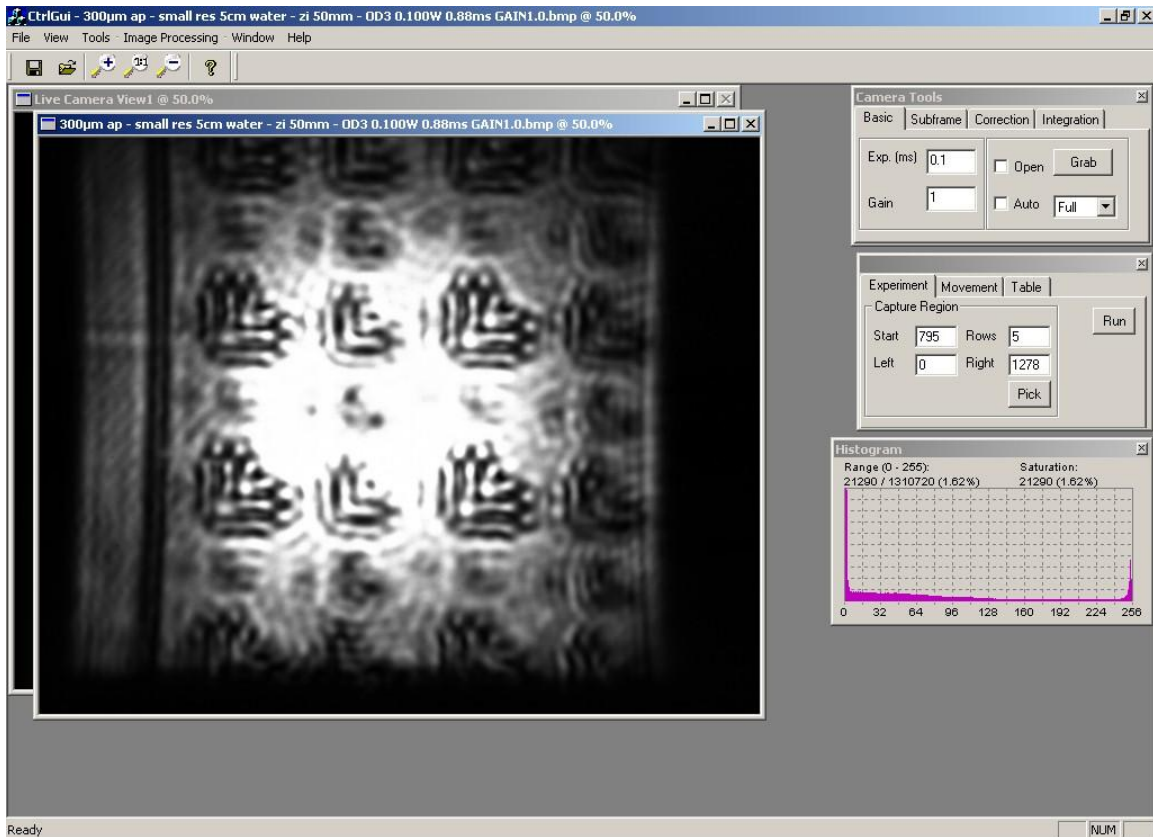 CtrlGui - 300µm ap - small res 5cm water - zi 50mm - OD3 0.100W 0.88ms GAIN1.0.bmp @ 50.0%
File View Tools Image Processing Window Help
1:1
Live Camera View1 @ 50.0%
300µm ap - small res 5cm water - zi 50mm - OD3 0.100W 0.88ms GAIN1.0.bmp @ 50.0%
Camera Tools
Basic Subframe Correction Integration
Exp. (ms) 0.1 Open Grab
Gain 1 Auto Full
Experiment Movement Table
Capture Region
Run
Start 795 Rows 5
Left 0 Right 1278
Pick
Histogram
Range (0 - 255): Saturation:
21290 / 1310720 (1.62%) 21290 (1.62%)
0 32 64 96 128 160 192 224 256
Ready NUM